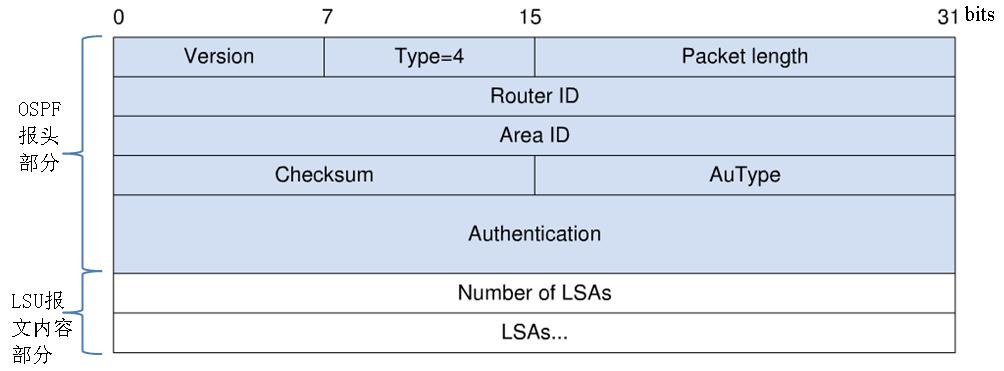 0 7 15 31 bits
Version Type=4 Packet length
Router ID
Area ID
Checksum AuType
Authentication
OSPF
报头
部分
Number of LSAs
LSAs...
LSU报
文内容
部分